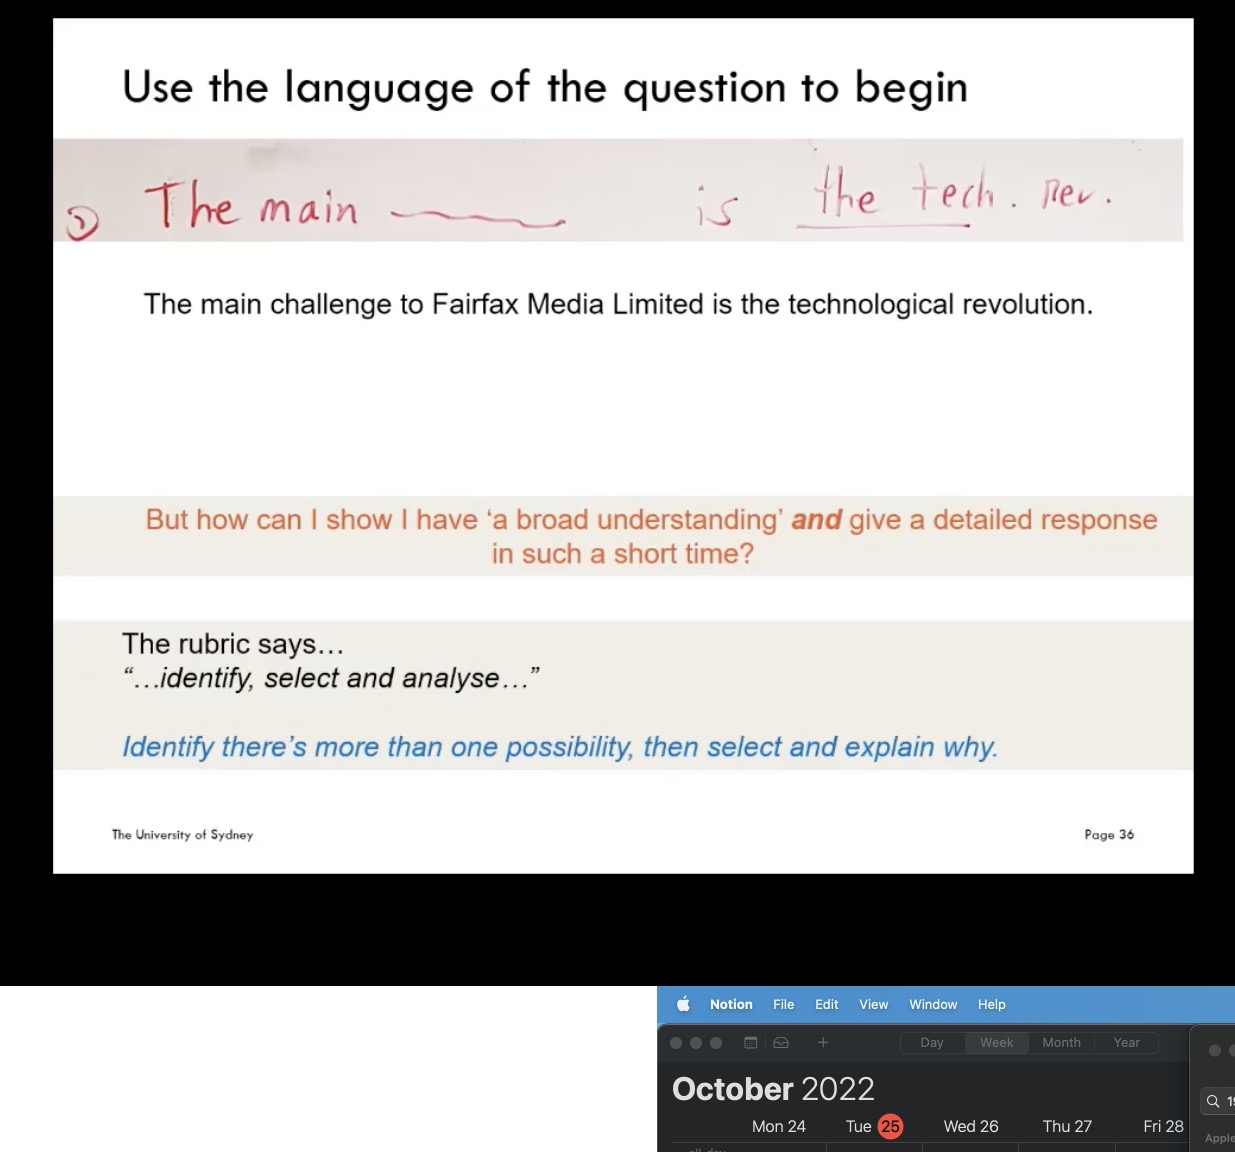 Use the language of the question to begin
2 The main is the tech. Rev.
The main challenge to Fairfax Media Limited is the technological revolution.
But how can I show I have ‘a broad understanding’ and give a detailed response
in such a short time?
The rubric says…
“…identify, select and analyse…”
Identify there’s more than one possibility, then select and explain why.
The University of Sydney
Page 36
Notion File Edit View Window Help
Day Week Month Year
October 2022
Mon 24 Tue 25 Wed 26 Thu 27 Fri 28